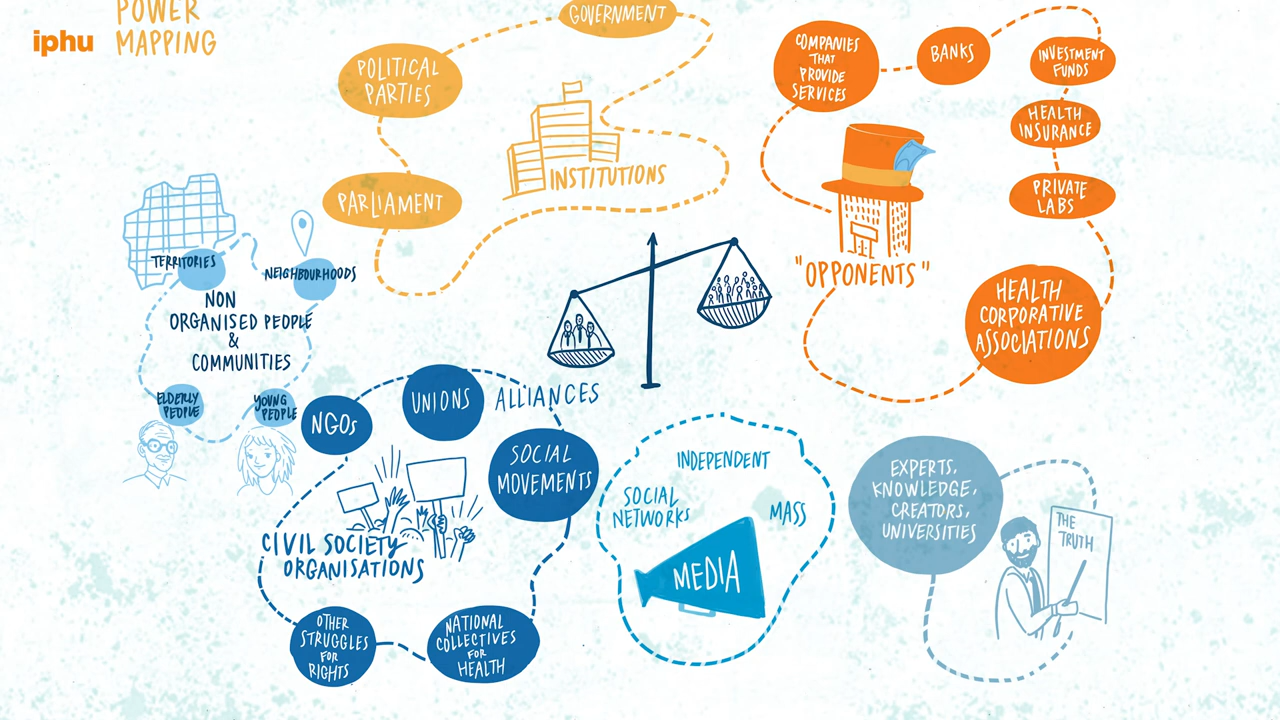 POWER
MAPPING
iphu
GOVERNMENT
POLITICAL
PARTIES
PARLIAMENT
INSTITUTIONS
COMPANIES
THAT
PROVIDE
SERVICES
BANKS
INVESTMENT
FUNDS
HEALTH
INSURANCE
PRIVATE
LABS
"OPPONENTS"
HEALTH
CORPORATIVE
ASSOCIATIONS
TERRITORIES
NEIGHBOURHOODS
NON
ORGANISED PEOPLE
&
COMMUNITIES
ELDERLY
PEOPLE
YOUNG
PEOPLE
NGOs
UNIONS
ALLIANCES
SOCIAL
MOVEMENTS
CIVIL SOCIETY
ORGANISATIONS
OTHER
STRUGGLES
FOR
RIGHTS
NATIONAL
COLLECTIVES
FOR
HEALTH
INDEPENDENT
SOCIAL
NETWORKS
MASS
MEDIA
EXPERTS,
KNOWLEDGE,
CREATORS,
UNIVERSITIES
THE
TRUTH